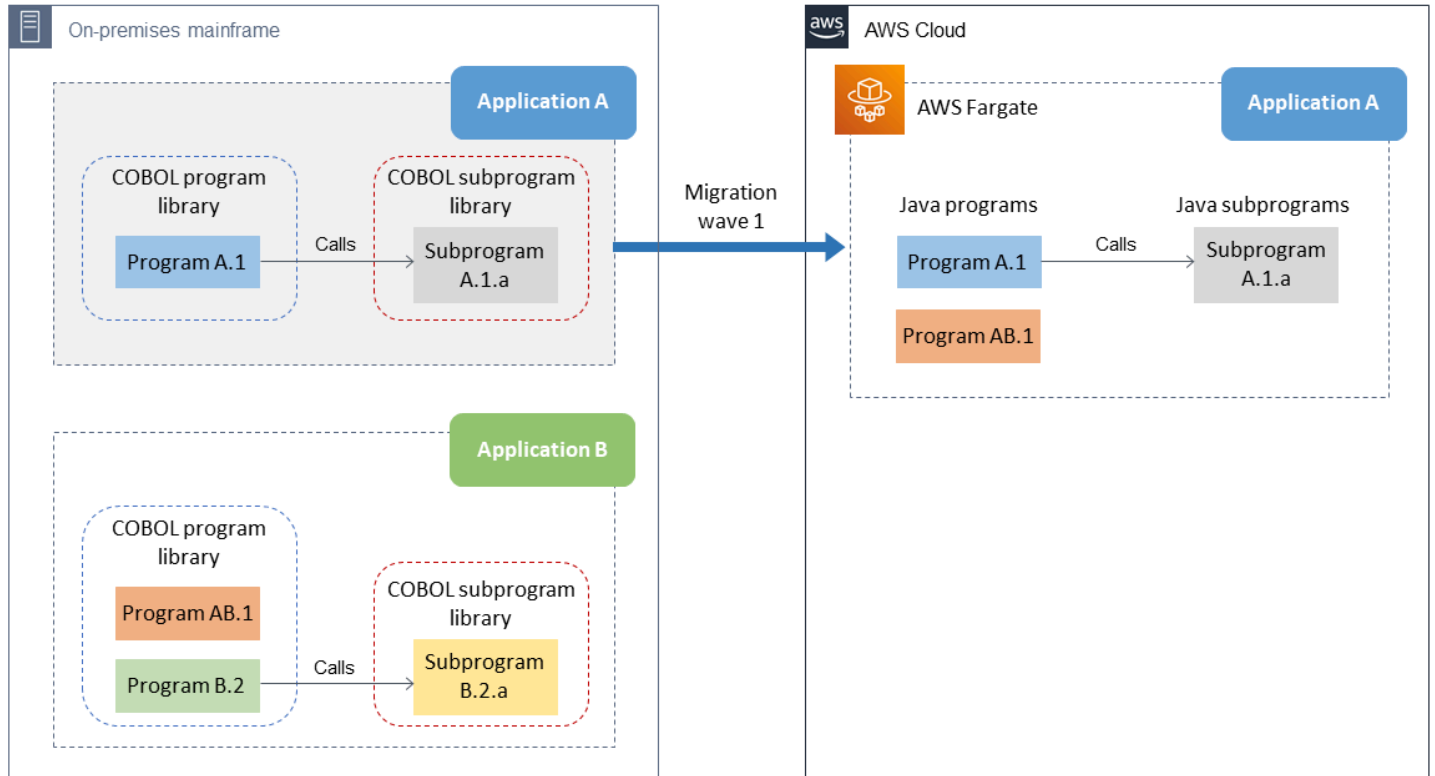 On-premises mainframe
Application A
COBOL program
library
Program A.1
Calls
COBOL subprogram
library
Subprogram
A.1.a
Application B
COBOL program
library
Program AB.1
Program B.2
Calls
COBOL subprogram
library
Subprogram
B.2.a
Migration
wave 1
aws
AWS Cloud
AWS Fargate
Application A
Java programs
Program A.1
Calls
Java subprograms
Subprogram
A.1.a
Program AB.1